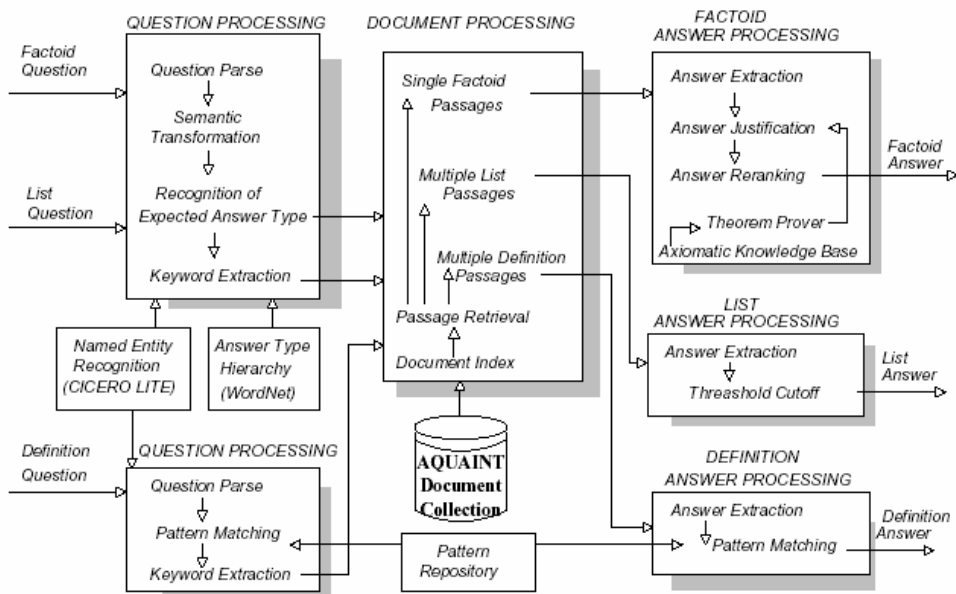 QUESTION PROCESSING
Factoid
Question
List
Question
Question Parse
Semantic
Transformation
Recognition of
Expected Answer Type
Keyword Extraction
Named Entity
Recognition
(CICERO LITE)
Answer Type
Hierarchy
(WordNet)
Definition
Question
QUESTION PROCESSING
Question Parse
Pattern Matching
Keyword Extraction
DOCUMENT PROCESSING
Single Factoid
Passages
Multiple List
Passages
Multiple Definition
Passages
Passage Retrieval
Document Index
AQUAINT
Document
Collection
Pattern
Repository
FACTOID
ANSWER PROCESSING
Answer Extraction
Answer Justification
Answer Reranking
Theorem Prover
Axiomatic Knowledge Base
Factoid
Answer
LIST
ANSWER PROCESSING
Answer Extraction
Threashold Cutoff
List
Answer
DEFINITION
ANSWER PROCESSING
Answer Extraction
Pattern Matching
Definition
Answer